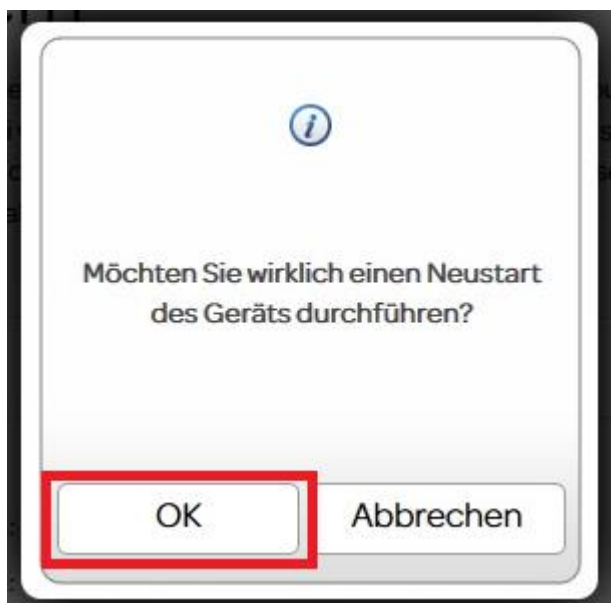 Möchten Sie wirklich einen Neustart
des Geräts durchführen?
OK
Abbrechen